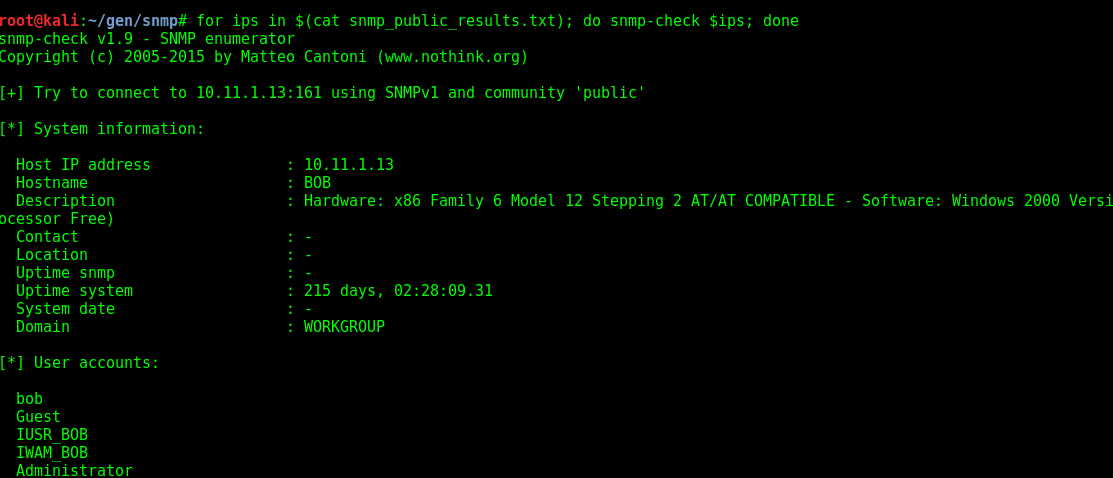 root@kali:~/gen/snmp# for ips in $(cat snmp_public_results.txt); do snmp-check $ips; done
snmp-check v1.9 - SNMP enumerator
Copyright (c) 2005-2015 by Matteo Cantoni (www.nothink.org)
[+] Try to connect to 10.11.1.13:161 using SNMPv1 and community 'public'
[*] System information:
Host IP address : 10.11.1.13
Hostname : BOB
Description : Hardware: x86 Family 6 Model 12 Stepping 2 AT/AT COMPATIBLE - Software: Windows 2000 Versi
ocessor Free)
Contact : -
Location : -
Uptime snmp : -
Uptime system : 215 days, 02:28:09.31
System date : -
Domain : WORKGROUP
[*] User accounts:
bob
Guest
IUSR_BOB
IWAM_BOB
Administrator